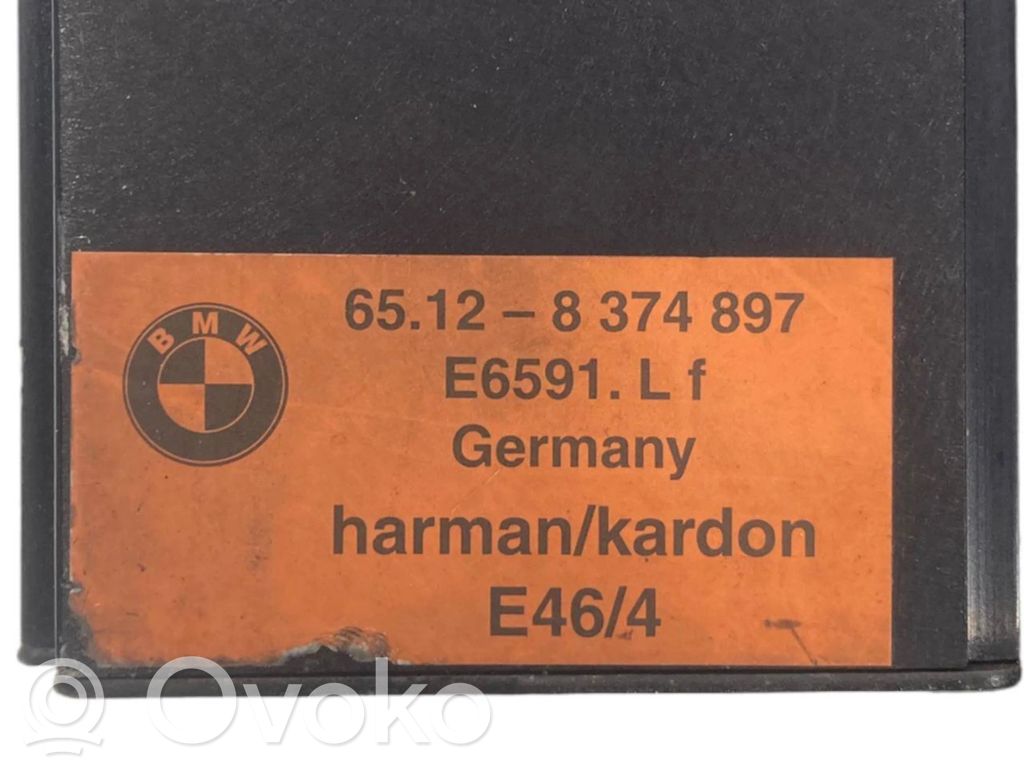 65.12 – 8 374 897
BMW
E6591. L f
Germany
harman/kardon
E46/4
Ovoko